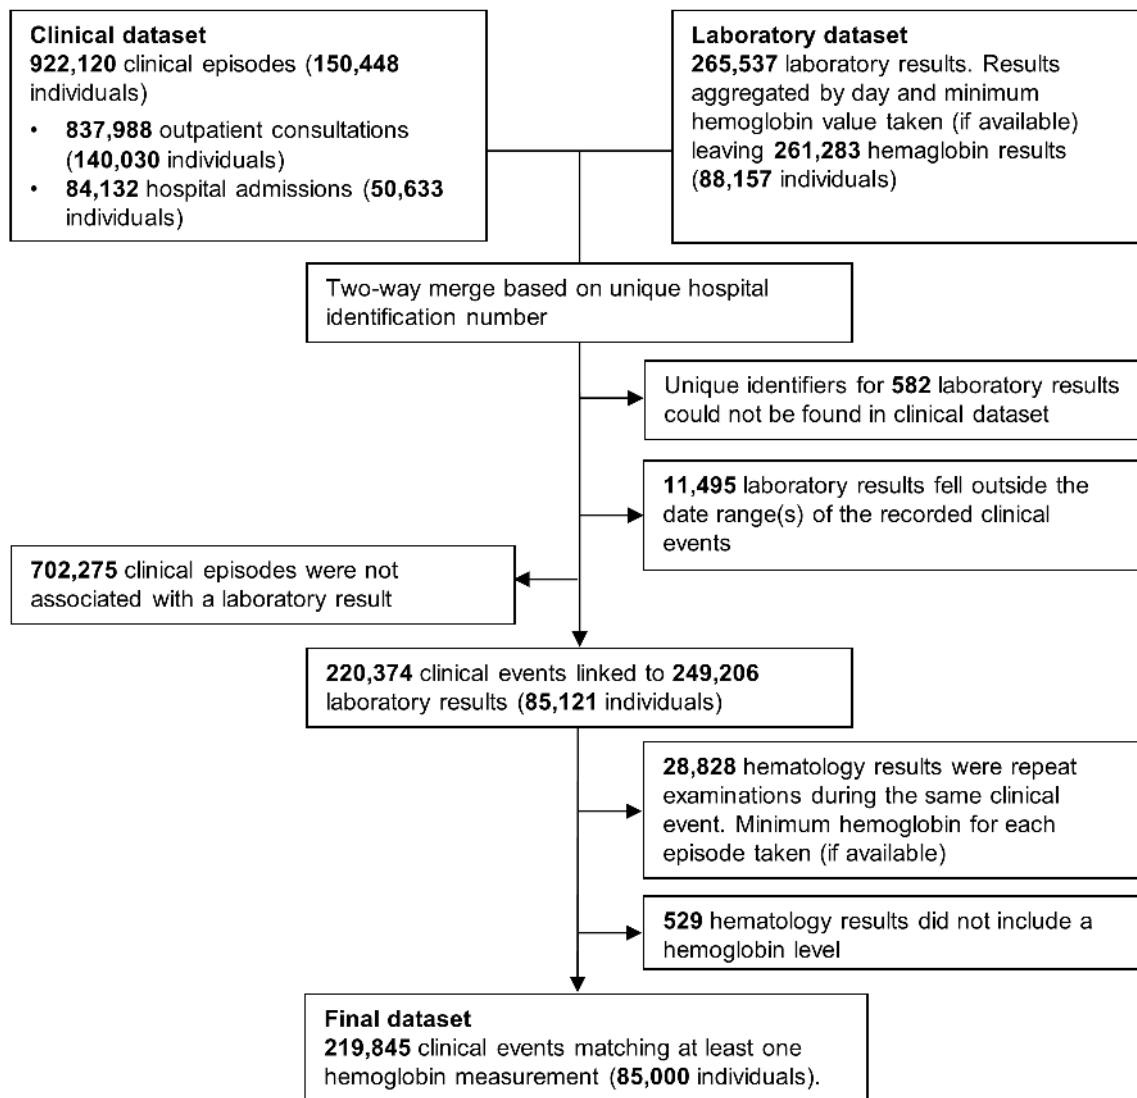 Clinical dataset
922,120 clinical episodes (150,448
individuals)
• 837,988 outpatient consultations
(140,030 individuals)
• 84,132 hospital admissions (50,633
individuals)
Laboratory dataset
265,537 laboratory results. Results
aggregated by day and minimum
hemoglobin value taken (if available)
leaving 261,283 hemaglobin results
(88,157 individuals)
Two-way merge based on unique hospital
identification number
Unique identifiers for 582 laboratory results
could not be found in clinical dataset
11,495 laboratory results fell outside the
date range(s) of the recorded clinical
events
702,275 clinical episodes were not
associated with a laboratory result
220,374 clinical events linked to 249,206
laboratory results (85,121 individuals)
28,828 hematology results were repeat
examinations during the same clinical
event. Minimum hemoglobin for each
episode taken (if available)
529 hematology results did not include a
hemoglobin level
Final dataset
219,845 clinical events matching at least one
hemoglobin measurement (85,000 individuals).